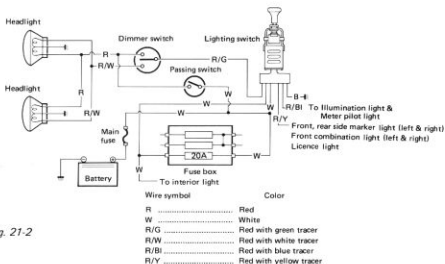 Headlight
Dimmer switch
Lighting switch
R
R/G
R/W
Passing switch
Headlight
W
B
R
W
R/Bl To Illumination light &
Meter pilot light
R/W
W
R/Y
Front, rear side marker light (left & right)
Front combination light (left & right)
Licence light
Main
fuse
20A
W
W
Battery
Fuse box
To interior light
Wire symbol Color
R ........................ Red
W ........................ White
R/G ........................ Red with green tracer
R/W ........................ Red with white tracer
R/Bl ........................ Red with blue tracer
R/Y ........................ Red with yellow tracer
g. 21-2